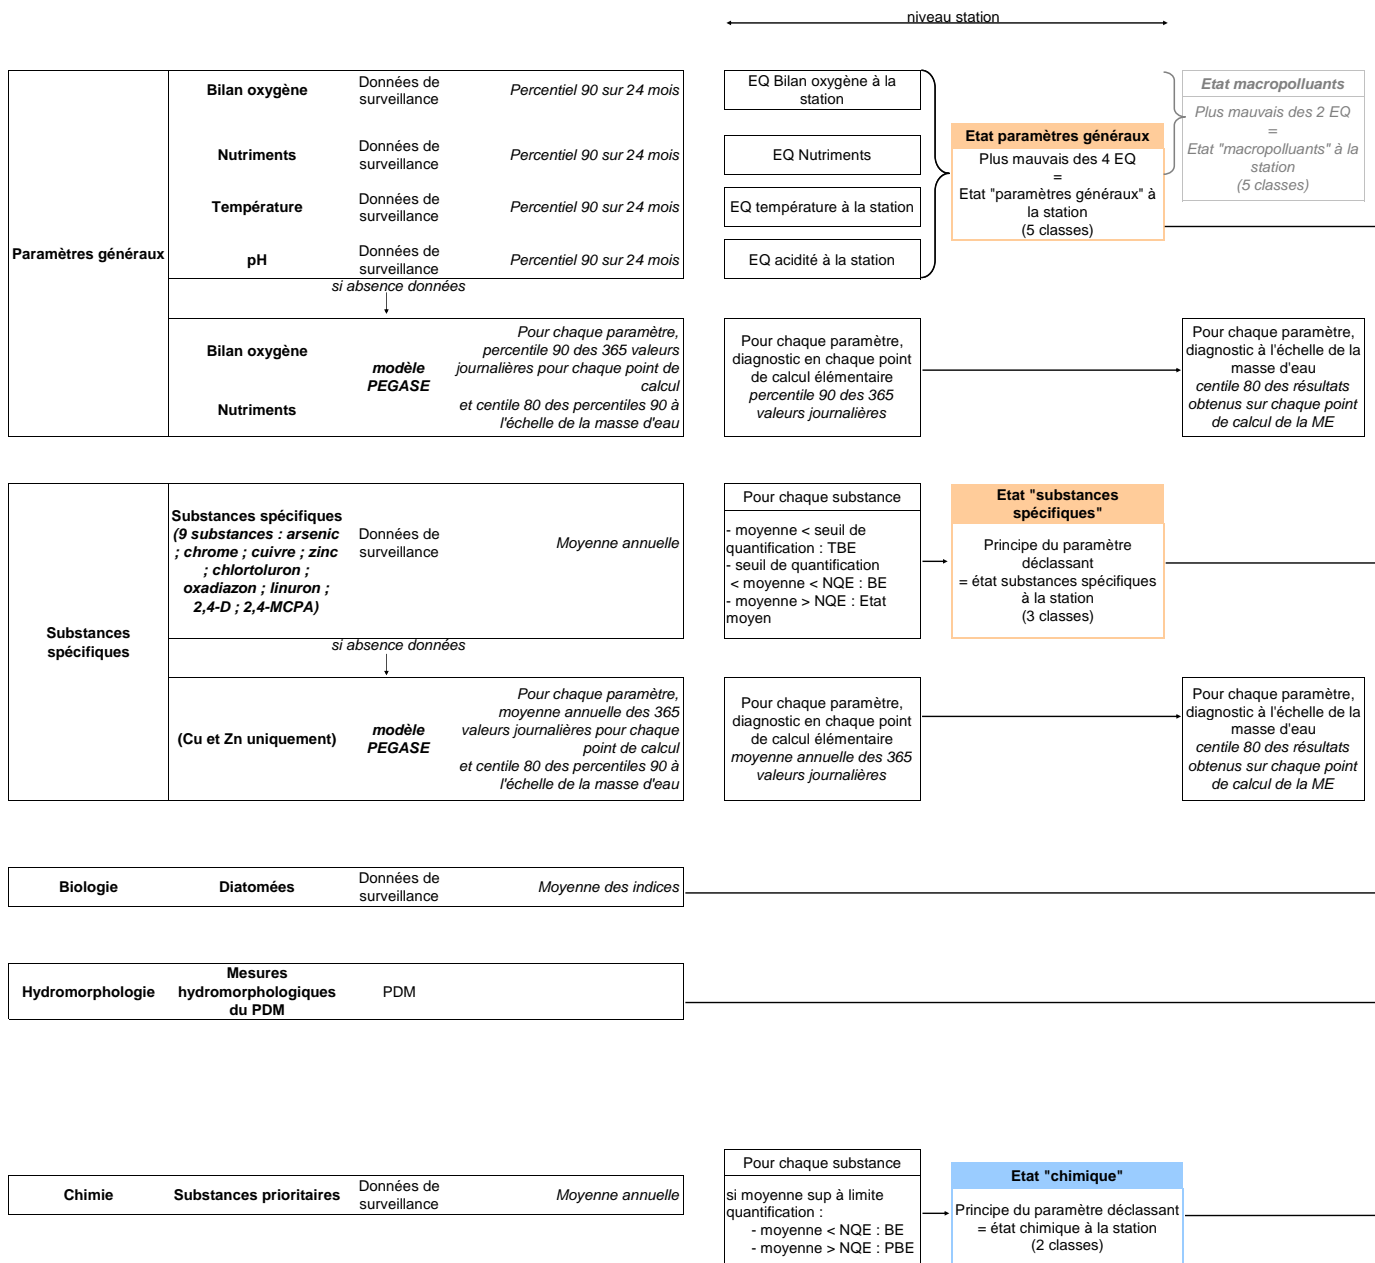 niveau station
Paramètres généraux
Bilan oxygène
Données de
surveillance
Percentiel 90 sur 24 mois
Nutriments
Données de
surveillance
Percentiel 90 sur 24 mois
Température
Données de
surveillance
Percentiel 90 sur 24 mois
pH
Données de
surveillance
Percentiel 90 sur 24 mois
EQ Bilan oxygène à la
station
EQ Nutriments
EQ température à la station
EQ acidité à la station
Etat paramètres généraux
Plus mauvais des 4 EQ
=
Etat "paramètres généraux" à
la station
(5 classes)
Etat macropolluants
Plus mauvais des 2 EQ
=
Etat "macropolluants" à la
station
(5 classes)
si absence données
Bilan oxygène
Nutriments
modèle
PEGASE
Pour chaque paramètre,
percentile 90 des 365 valeurs
journalières pour chaque point de
calcul
et centile 80 des percentiles 90 à
l'échelle de la masse d'eau
Pour chaque paramètre,
diagnostic en chaque point
de calcul élémentaire
percentile 90 des 365
valeurs journalières
Pour chaque paramètre,
diagnostic à l'échelle de la
masse d'eau
centile 80 des résultats
obtenus sur chaque point
de calcul de la ME
Substances
spécifiques
Substances spécifiques
(9 substances : arsenic
; chrome ; cuivre ; zinc
; chlortoluron ;
oxadiazon ; linuron ;
2,4-D ; 2,4-MCPA)
Données de
surveillance
Moyenne annuelle
Pour chaque substance
- moyenne < seuil de
quantification : TBE
- seuil de quantification
< moyenne < NQE : BE
- moyenne > NQE : Etat
moyen
Etat "substances
spécifiques"
Principe du paramètre
déclassant
= état substances spécifiques
à la station
(3 classes)
si absence données
(Cu et Zn uniquement)
modèle
PEGASE
Pour chaque paramètre,
moyenne annuelle des 365
valeurs journalières pour chaque
point de calcul
et centile 80 des percentiles 90 à
l'échelle de la masse d'eau
Pour chaque paramètre,
diagnostic en chaque point
de calcul élémentaire
moyenne annuelle des 365
valeurs journalières
Pour chaque paramètre,
diagnostic à l'échelle de la
masse d'eau
centile 80 des résultats
obtenus sur chaque point
de calcul de la ME
Biologie
Diatomées
Données de
surveillance
Moyenne des indices
Hydromorphologie
Mesures
hydromorphologiques
du PDM
PDM
Chimie
Substances prioritaires
Données de
surveillance
Moyenne annuelle
Pour chaque substance
si moyenne sup à limite
quantification :
- moyenne < NQE : BE
- moyenne > NQE : PBE
Etat "chimique"
Principe du paramètre déclassant
= état chimique à la station
(2 classes)